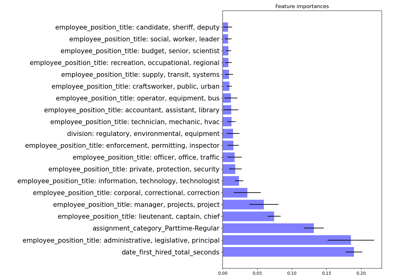 Feature importances
employee_position_title: candidate, sheriff, deputy
employee_position_title: social, worker, leader
employee_position_title: budget, senior, scientist
employee_position_title: recreation, occupational, regional
employee_position_title: supply, transit, systems
employee_position_title: craftsworker, public, urban
employee_position_title: operator, equipment, bus
employee_position_title: accountant, assistant, library
employee_position_title: technician, mechanic, hvac
division: regulatory, environmental, equipment
employee_position_title: enforcement, permitting, inspector
employee_position_title: officer, office, traffic
employee_position_title: private, protection, security
employee_position_title: information, technology, technologist
employee_position_title: corporal, correctional, correction
employee_position_title: manager, projects, project
employee_position_title: lieutenant, captain, chief
assignment_category_Parttime-Regular
employee_position_title: administrative, legislative, principal
date_first_hired_total_seconds
0.00 0.05 0.10 0.15 0.20